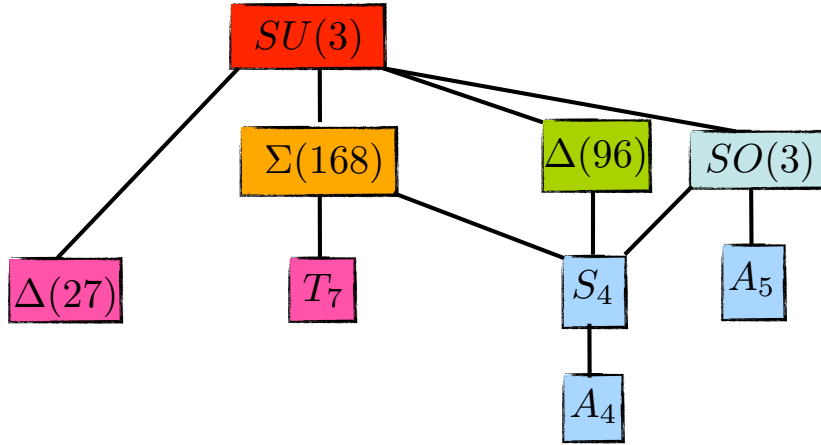 SU(3)
Σ(168)
Δ(96)
SO(3)
Δ(27)
T₇
S₄
A₅
A₄